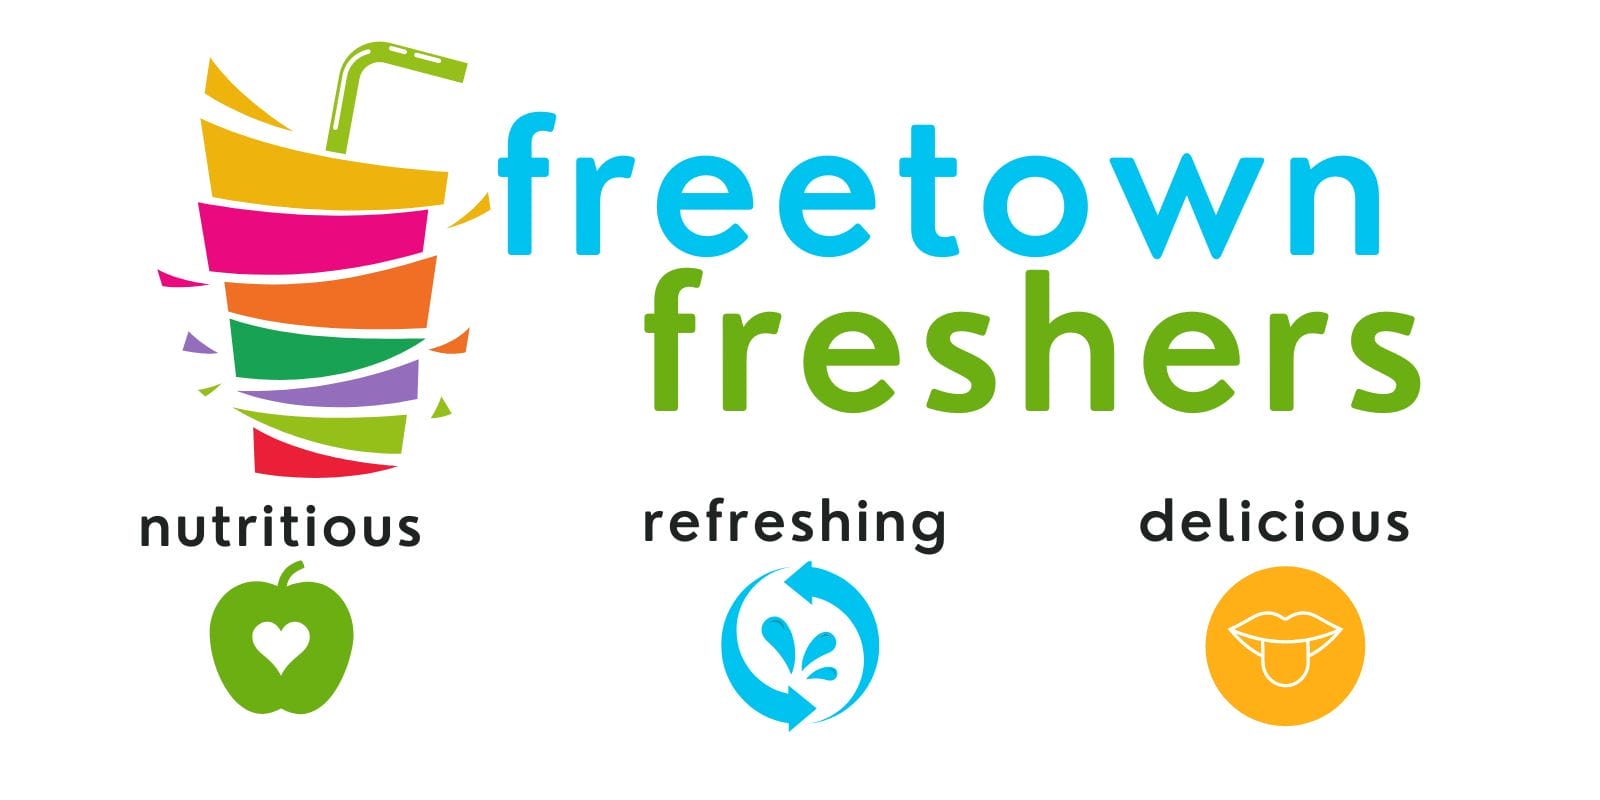 freetown
freshers
nutritious
refreshing
delicious